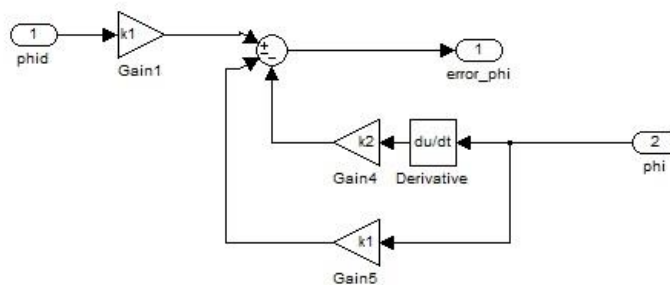 1
phid
k1
Gain1
+
−
−
1
error_phi
k2
Gain4
du/dt
Derivative
2
phi
k1
Gain5